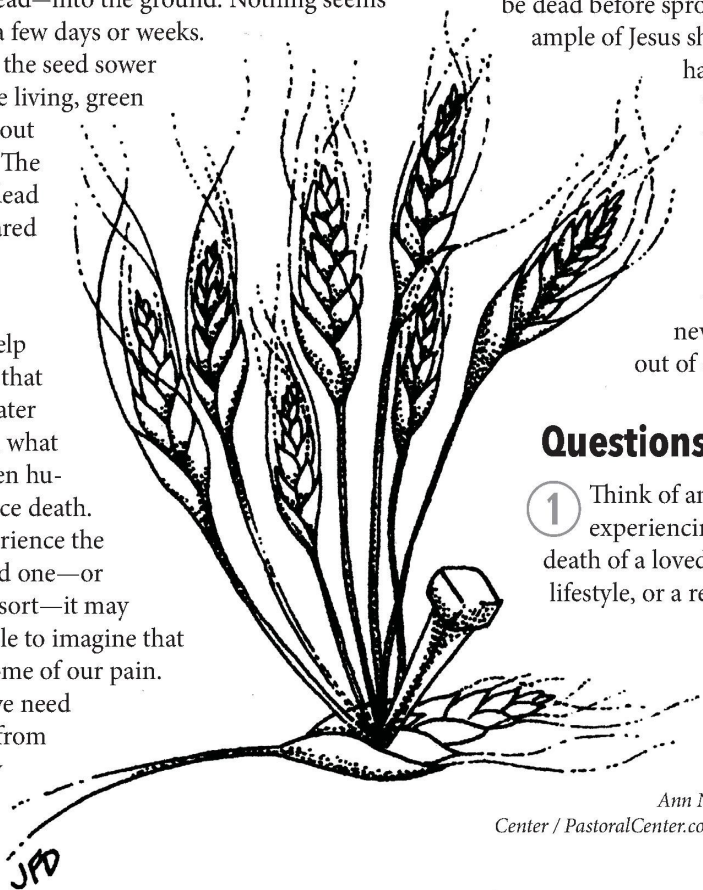 into the ground. Nothing seems
a few days or weeks.
the seed sower
living, green
out
The
ead
ared
elp
that
ater
what
en hu-
ce death.
rience the
d one—or
sort—it may
le to imagine that
ome of our pain.
we need
from
be dead before spro
ample of Jesus sh
ha
nev
out of
Questions
1 Think of an
experiencin
death of a loved
lifestyle, or a re
Ann
Center / PastoralCenter.co
JFD